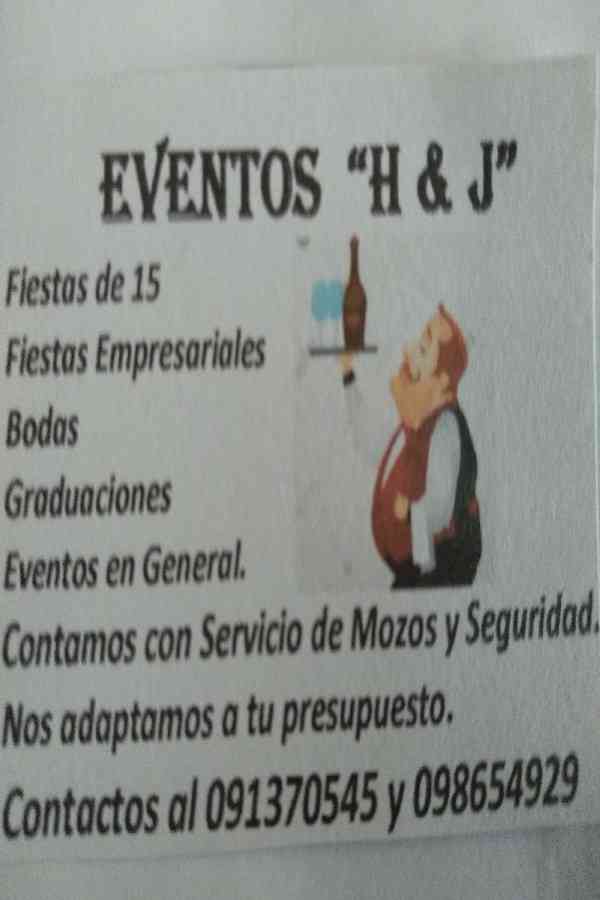 EVENTOS “H & J”
Fiestas de 15
Fiestas Empresariales
Bodas
Graduaciones
Eventos en General.
Contamos con Servicio de Mozos y Seguridad.
Nos adaptamos a tu presupuesto.
Contactos al 091370545 y 098654929